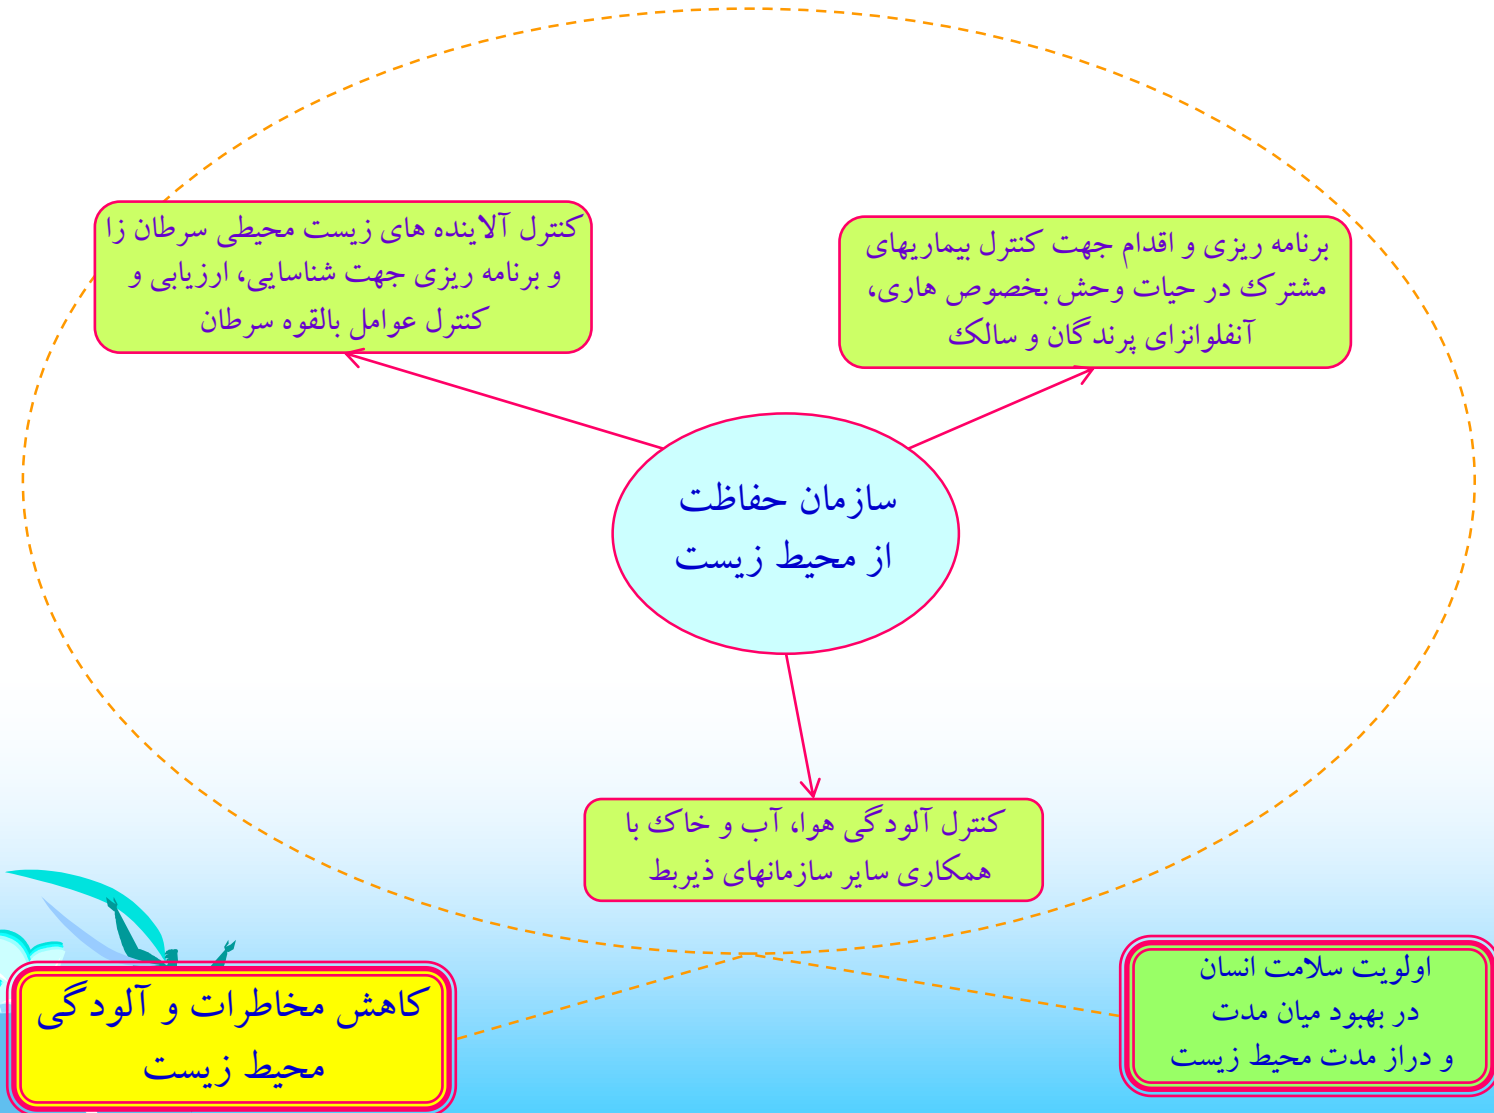 برنامه ریزی و اقدام جهت کنترل بیماریهای
مشترک در حیات وحش بخصوص هاری،
آنفلوانزای پرندگان و سالک
کنترل آلاینده های زیست محیطی سرطان زا
و برنامه ریزی جهت شناسایی، ارزیابی و
کنترل عوامل بالقوه سرطان
سازمان حفاظت
از محیط زیست
کنترل آلودگی هوا، آب و خاک با
همکاری سایر سازمانهای ذیربط
اولویت سلامت انسان
در بهبود میان مدت
و دراز مدت محیط زیست
کاهش مخاطرات و آلودگی
محیط زیست